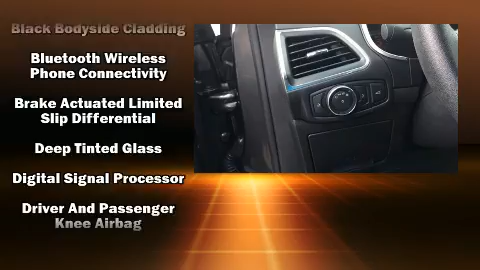 Black Bodyside Cladding
Bluetooth Wireless
Phone Connectivity
Brake Actuated Limited
Slip Differential
Deep Tinted Glass
Digital Signal Processor
Driver And Passenger
Knee Airbag